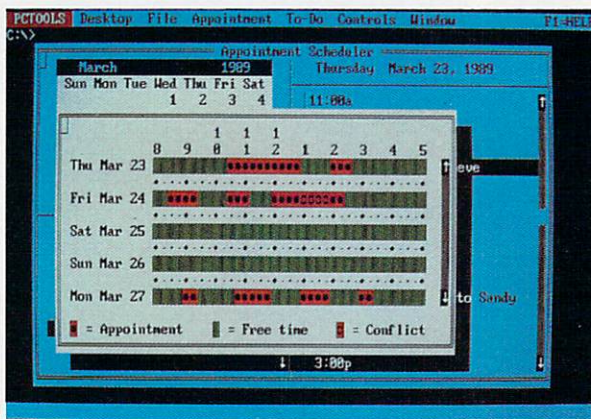 PCTOOLS Desktop File Appointment To-Do Controls Window F1=HELP
C:\>
Appointment Scheduler
March 1989 Thursday March 23, 1989
Sun Mon Tue Wed Thu Fri Sat
1 2 3 4 11:00a
1 1 1
8 9 0 1 2 1 2 3 4 5
Thu Mar 23
eve
Fri Mar 24
Sat Mar 25
Sun Mar 26
Mon Mar 27
to Sandy
= Appointment = Free time = Conflict
3:00p